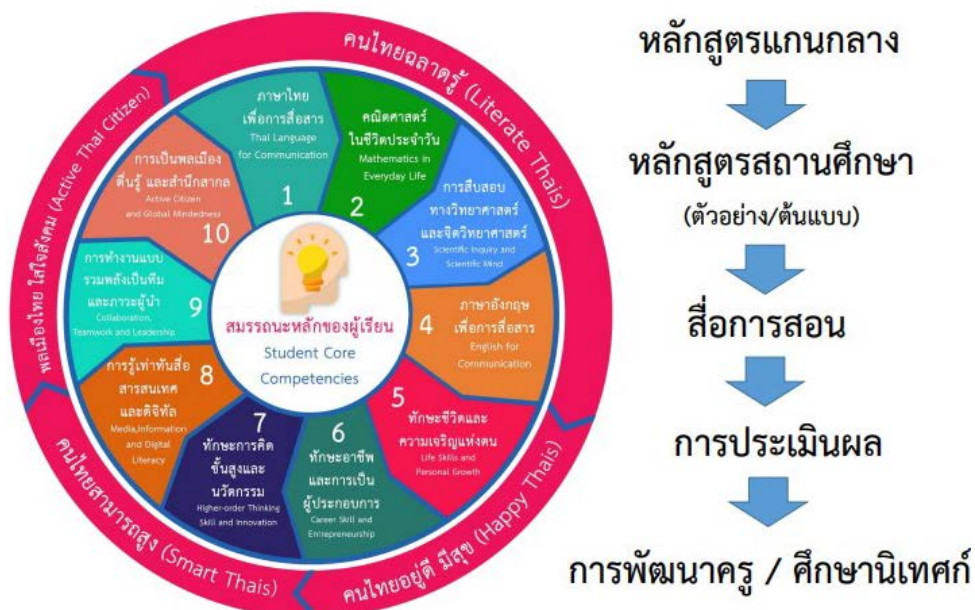 คนไทยฉลาดรู้ (Literate Thais)
คนไทยอยู่ดี มีสุข (Happy Thais)
คนไทยสามารถสูง (Smart Thais)
พลเมืองไทย ใส่ใจสังคม (Active Thai Citizen)
ภาษาไทย
เพื่อการสื่อสาร
Thai Language
for Communication
1
คณิตศาสตร์
ในชีวิตประจำวัน
Mathematics in
Everyday Life
2
การสืบสอบ
ทางวิทยาศาสตร์
และจิตวิทยาศาสตร์
Scientific Inquiry and
Scientific Mind
3
ภาษาอังกฤษ
เพื่อการสื่อสาร
English for
Communication
4
5
ทักษะชีวิตและ
ความเจริญแห่งตน
Life Skills and
Personal Growth
6
ทักษะอาชีพ
และการเป็น
ผู้ประกอบการ
Career Skill and
Entrepreneurship
7
ทักษะการคิด
ขั้นสูงและ
นวัตกรรม
Higher-order Thinking
Skill and Innovation
8
การรู้เท่าทันสื่อ
สารสนเทศ
และดิจิทัล
Media,Information
and Digital
Literacy
9
การทำงานแบบ
รวมพลังเป็นทีม
และภาวะผู้นำ
Collaboration,
Teamwork and Leadership
การเป็นพลเมือง
ตื่นรู้ และสำนึกสากล
Active Citizen
and Global Mindedness
10
สมรรถนะหลักของผู้เรียน
Student Core
Competencies
หลักสูตรแกนกลาง
หลักสูตรสถานศึกษา
(ตัวอย่าง/ต้นแบบ)
สื่อการสอน
การประเมินผล
การพัฒนาครู / ศึกษานิเทศก์